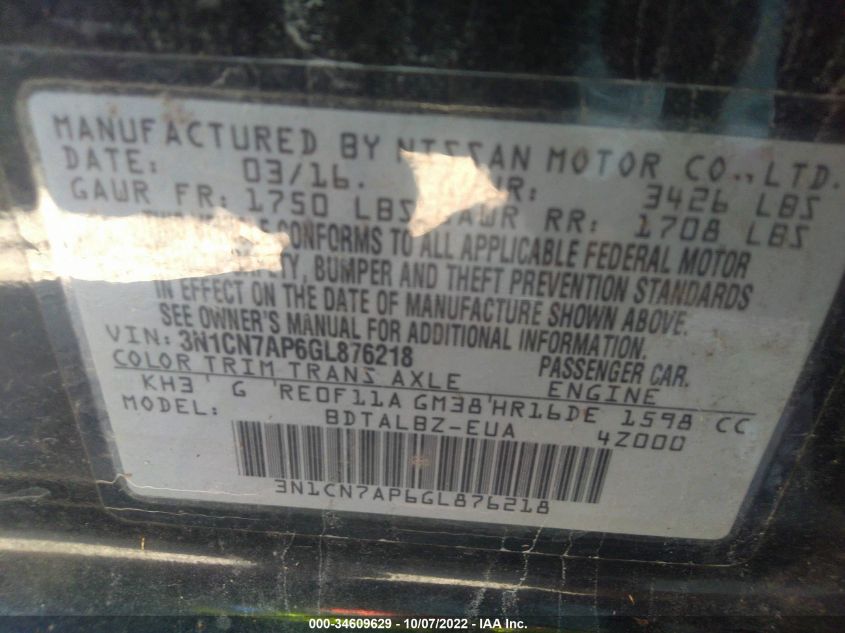 MANUFACTURED BY NISSAN MOTOR CO., LTD.
DATE: 03/16. 3426 LBS
GAUR FR: 1750 LBS GAWR RR: 1708 LBS
THIS CONFORMS TO ALL APPLICABLE FEDERAL MOTOR
BUMPER AND THEFT PREVENTION STANDARDS
IN EFFECT ON THE DATE OF MANUFACTURE SHOWN ABOVE.
SEE OWNER'S MANUAL FOR ADDITIONAL INFORMATION.
VIN: 3N1CN7AP6GL876218 PASSENGER CAR.
COLOR TRIM TRANS AXLE ENGINE
KH3 G RE0F11A GM38 HR16DE 1598 CC
MODEL: BDTALBZ-EUA 4Z000
3N1CN7AP6GL876218
000-34609629 - 10/07/2022 - IAA Inc.